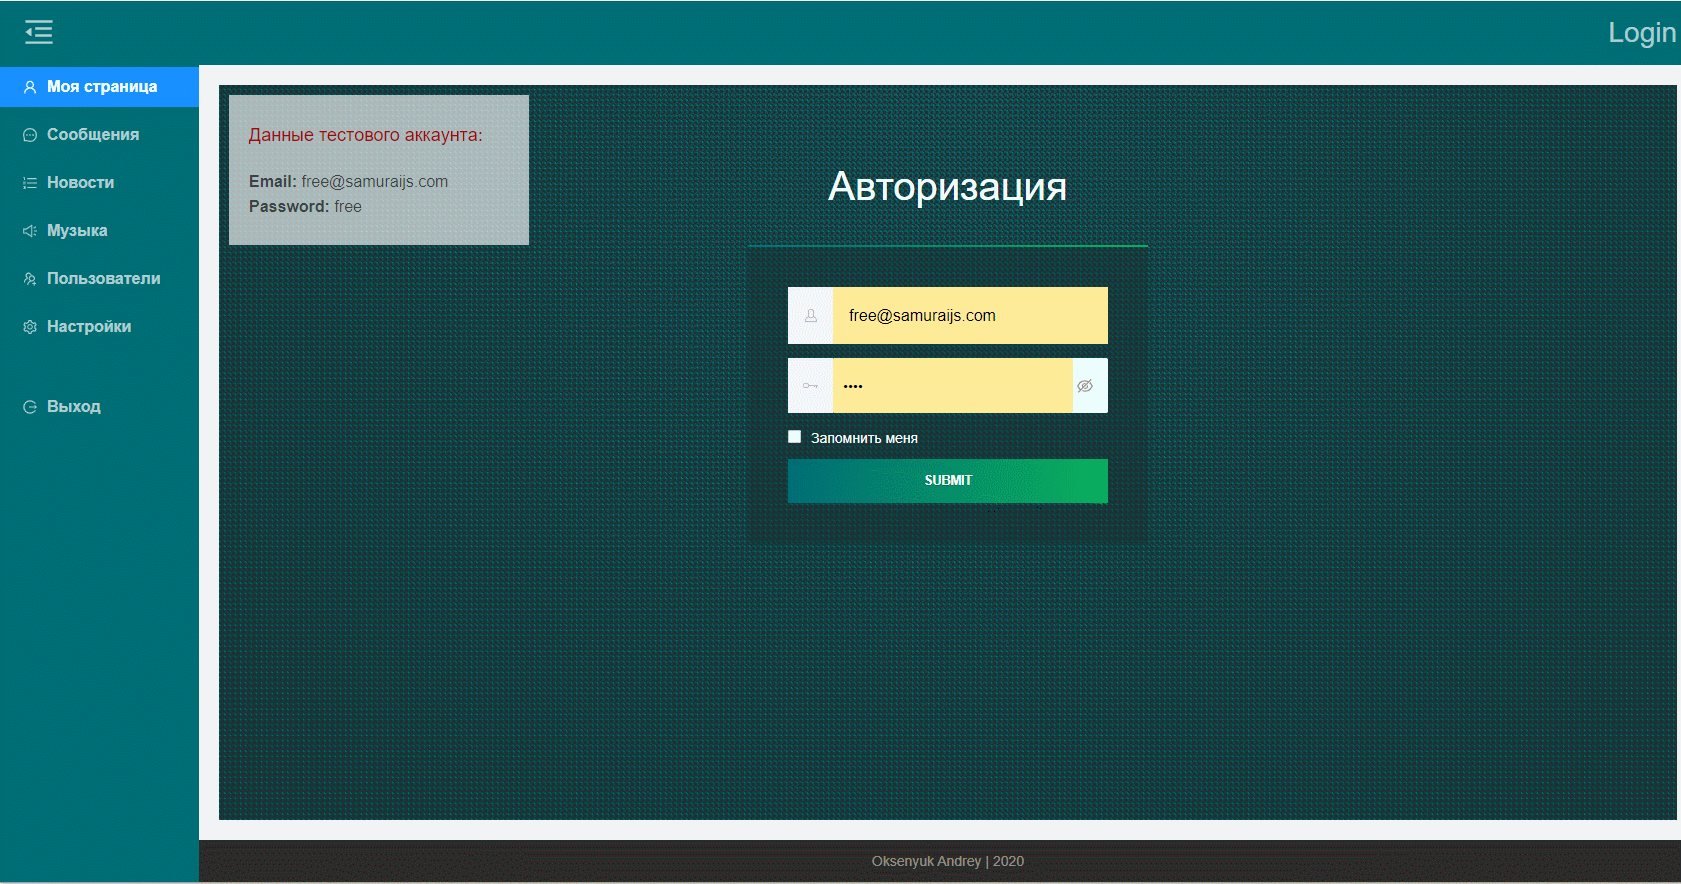 Login
Моя страница
Сообщения
Новости
Музыка
Пользователи
Настройки
Выход
Данные тестового аккаунта:
Email: free@samuraijs.com
Password: free
Авторизация
free@samuraijs.com
••••
Запомнить меня
SUBMIT
Oksenyuk Andrey | 2020